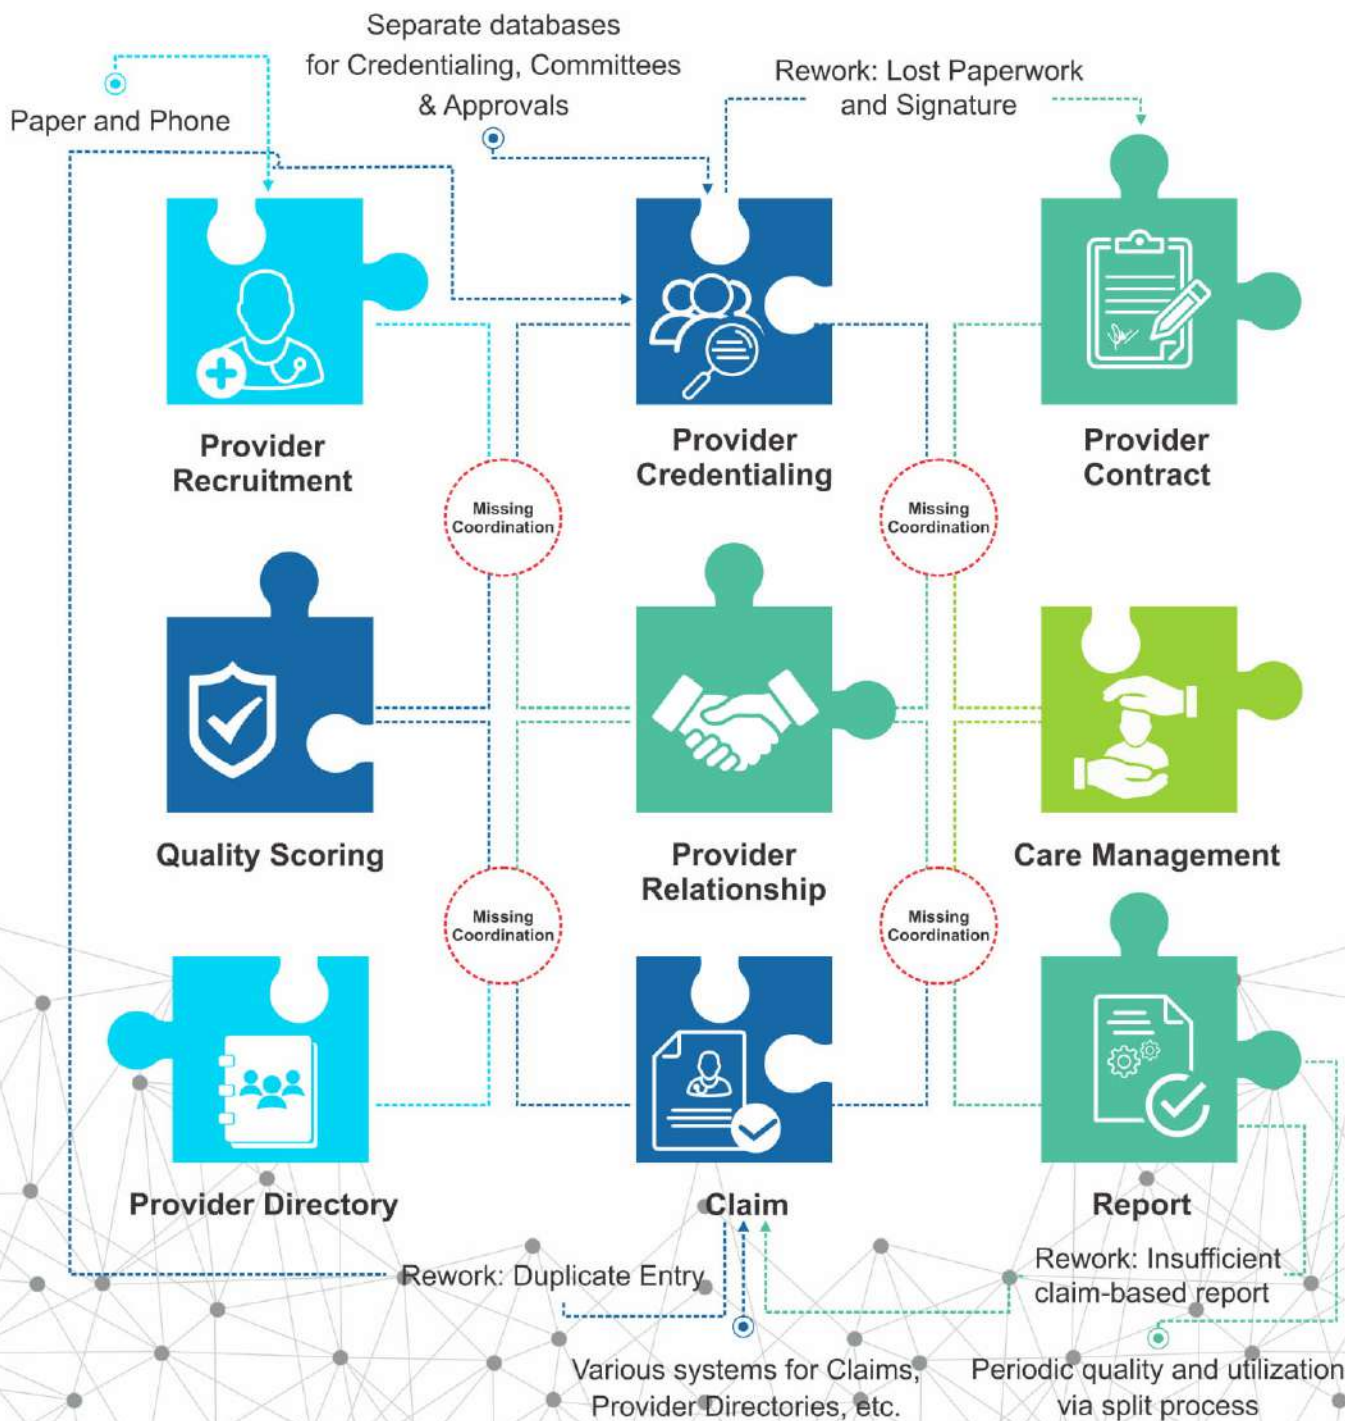 Separate databases
for Credentialing, Committees
& Approvals
Paper and Phone
Rework: Lost Paperwork
and Signature
Provider
Recruitment
Provider
Credentialing
Provider
Contract
Missing
Coordination
Missing
Coordination
Quality Scoring
Provider
Relationship
Care Management
Missing
Coordination
Missing
Coordination
Provider Directory
Claim
Report
Rework: Duplicate Entry
Rework: Insufficient
claim-based report
Various systems for Claims,
Provider Directories, etc.
Periodic quality and utilization
via split process